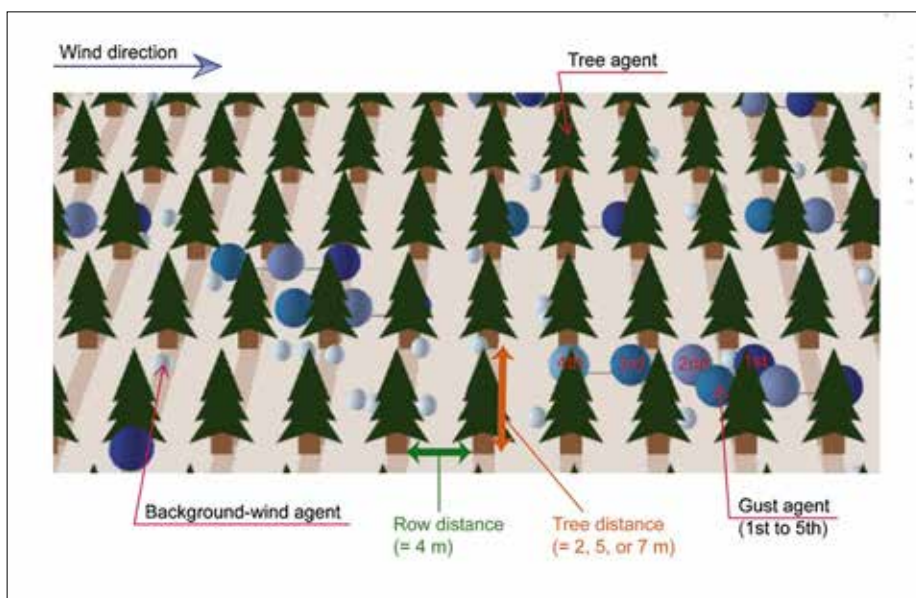 Wind direction
Tree agent
4th 3rd 2nd 1st
Background-wind agent
Row distance
(= 4 m)
Tree distance
(= 2, 5, or 7 m)
Gust agent
(1st to 5th)